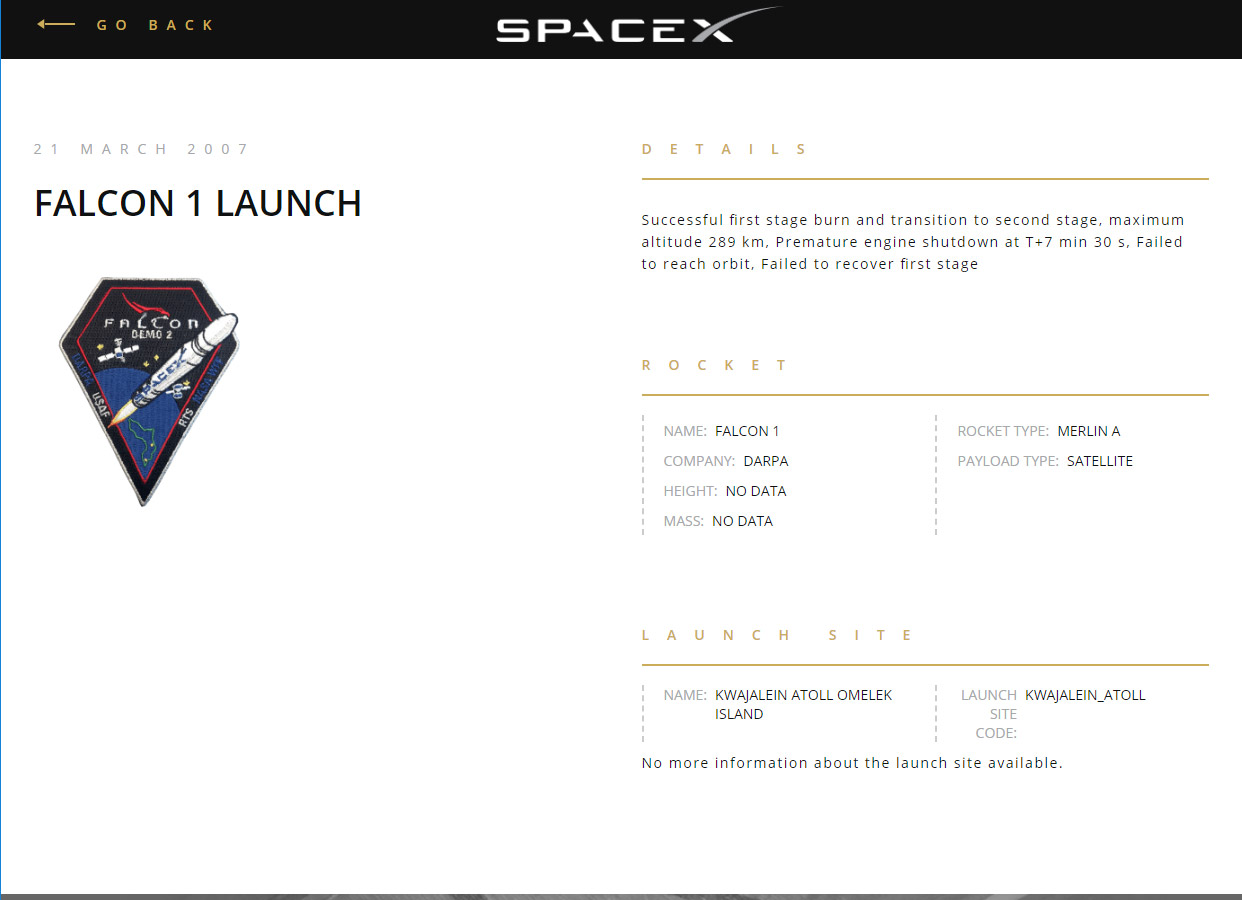 GO BACK
SPACEX
21 MARCH 2007
FALCON 1 LAUNCH
FALCON
DEMO 2
USAF
SPACEX
RTS
DETAILS
Successful first stage burn and transition to second stage, maximum
altitude 289 km, Premature engine shutdown at T+7 min 30 s, Failed
to reach orbit, Failed to recover first stage
ROCKET
NAME: FALCON 1
COMPANY: DARPA
HEIGHT: NO DATA
MASS: NO DATA
ROCKET TYPE: MERLIN A
PAYLOAD TYPE: SATELLITE
LAUNCH SITE
NAME: KWAJALEIN ATOLL OMELEK
ISLAND
LAUNCH KWAJALEIN_ATOLL
SITE
CODE:
No more information about the launch site available.